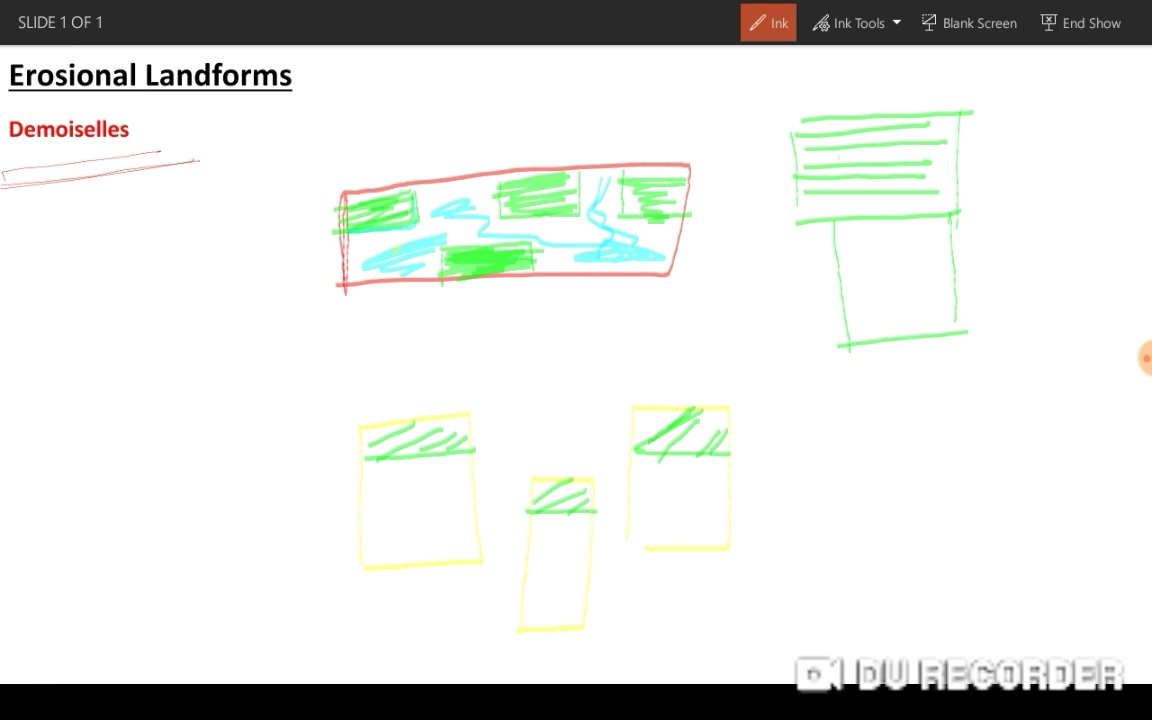 SLIDE 1 OF 1
Ink
Ink Tools
Blank Screen
End Show
Erosional Landforms
Demoiselles
DU RECORDER